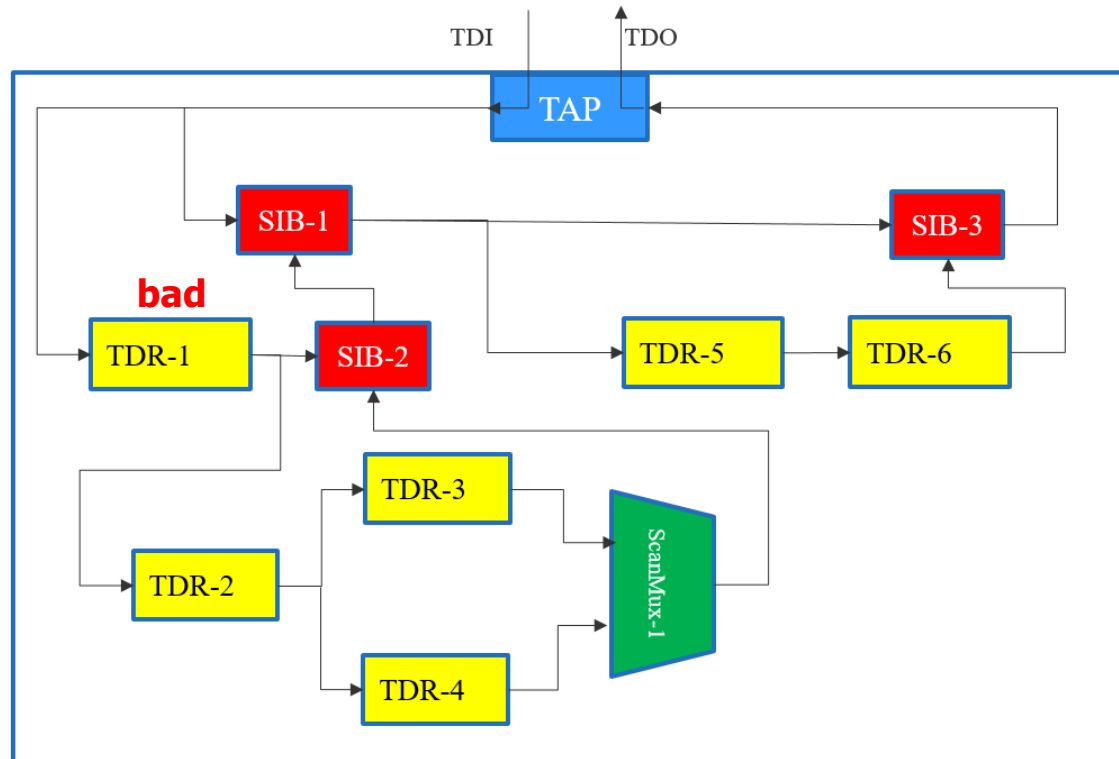 TDI
TDO
TAP
SIB-1
SIB-3
bad
TDR-1
SIB-2
TDR-5
TDR-6
TDR-3
ScanMux-1
TDR-2
TDR-4